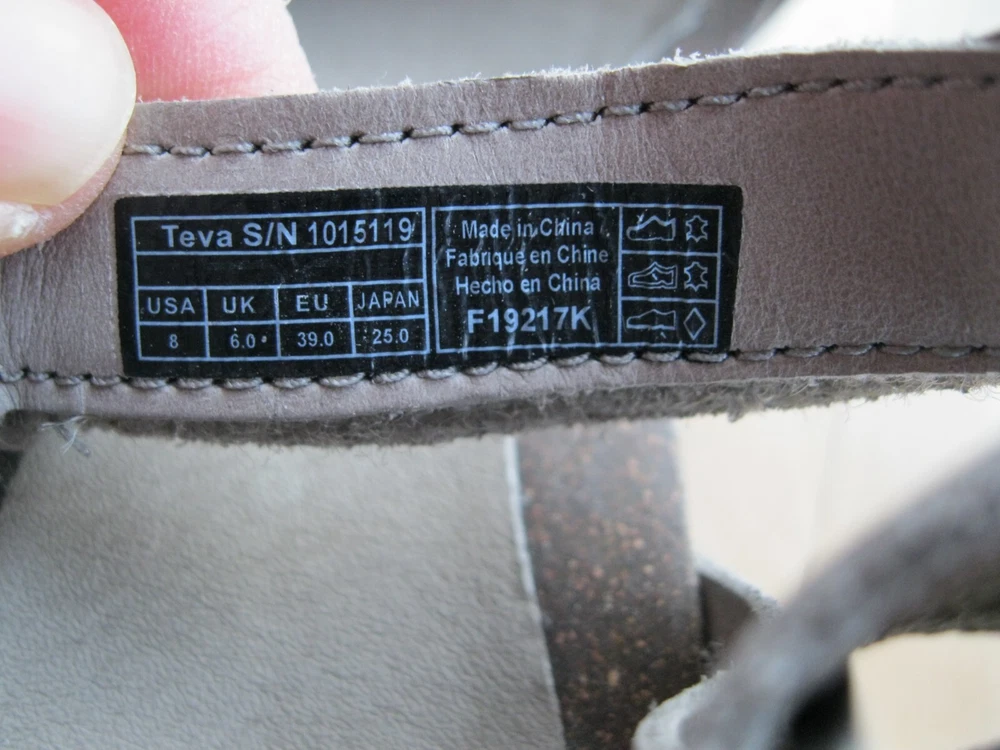 Teva S/N 1015119
USA UK EU JAPAN
8 6.0 39.0 25.0
Made in China
Fabriqué en Chine
Hecho en China
F19217K